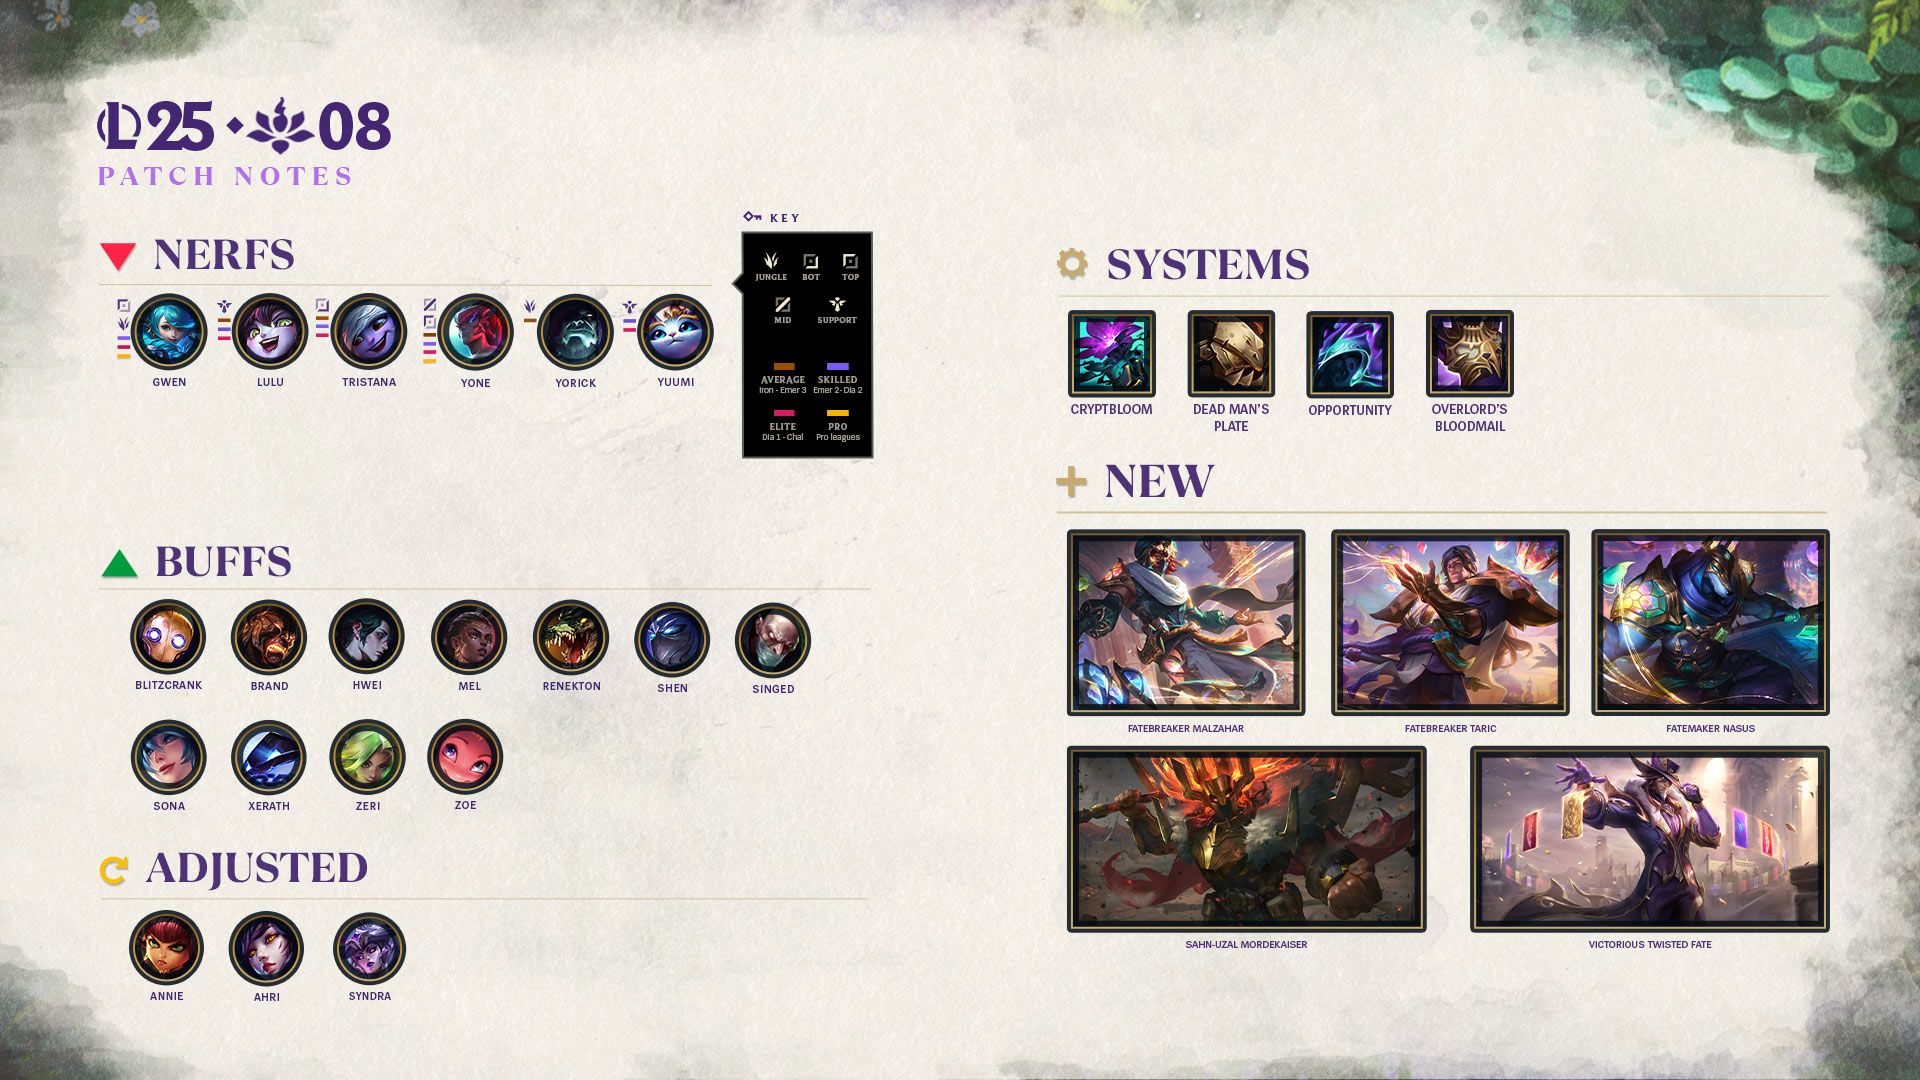 L 25 08
PATCH NOTES
NERFS
GWEN
LULU
TRISTANA
YONE
YORICK
YUUMI
KEY
JUNGLE BOT TOP
MID SUPPORT
AVERAGE SKILLED
Iron - Emer 3 Emer 2 - Dia 2
ELITE PRO
Dia 1 - Chal Pro leagues
BUFFS
BLITZCRANK
BRAND
HWEI
MEL
RENEKTON
SHEN
SINGED
SONA
XERATH
ZERI
ZOE
ADJUSTED
ANNIE
AHRI
SYNDRA
SYSTEMS
CRYPTBLOOM
DEAD MAN'S
PLATE
OPPORTUNITY
OVERLORD'S
BLOODMAIL
NEW
FATEBREAKER MALZAHAR
FATEBREAKER TARIC
FATEMAKER NASUS
SAHN-UZAL MORDEKAISER
VICTORIOUS TWISTED FATE